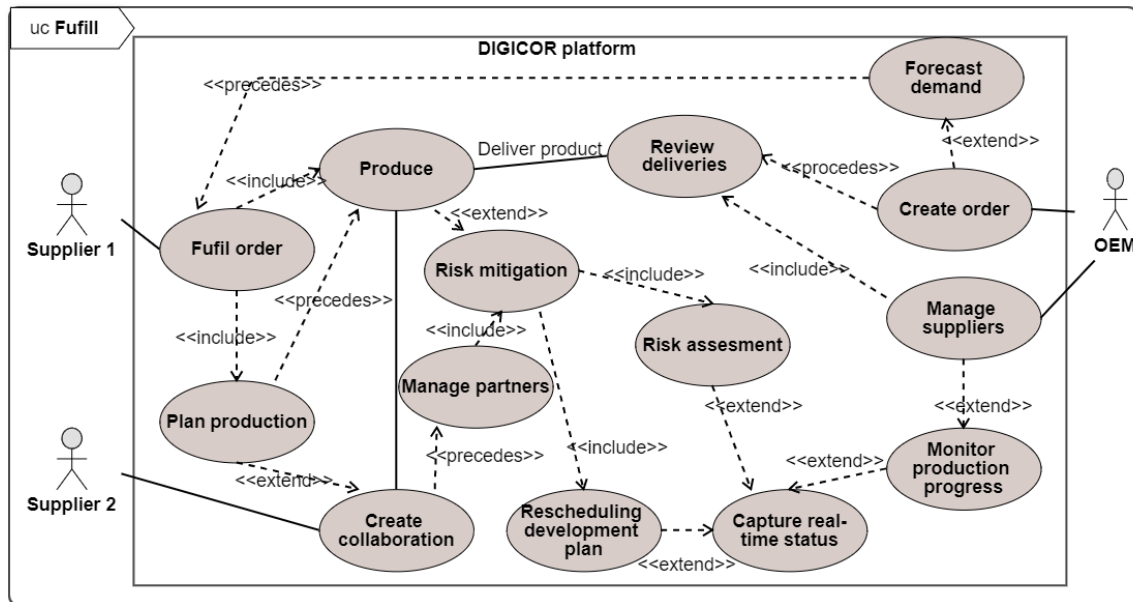 uc Fufill
DIGICOR platform
Forecast
demand
<<precedes>>
<<extend>>
Deliver product
Review
deliveries
Produce
<<procedes>>
<<include>>
Create order
<<extend>>
Supplier 1
Fufil order
OEM
Risk mitigation
<<include>>
<<include>>
<<precedes>>
Manage
suppliers
<<include>>
<<include>>
Risk assesment
Manage partners
<<extend>>
<<extend>>
Plan production
<<include>>
<<precedes>>
Monitor
production
progress
<<extend>>
<<extend>>
Supplier 2
Create
collaboration
Rescheduling
development
plan
Capture real-
time status
<<extend>>